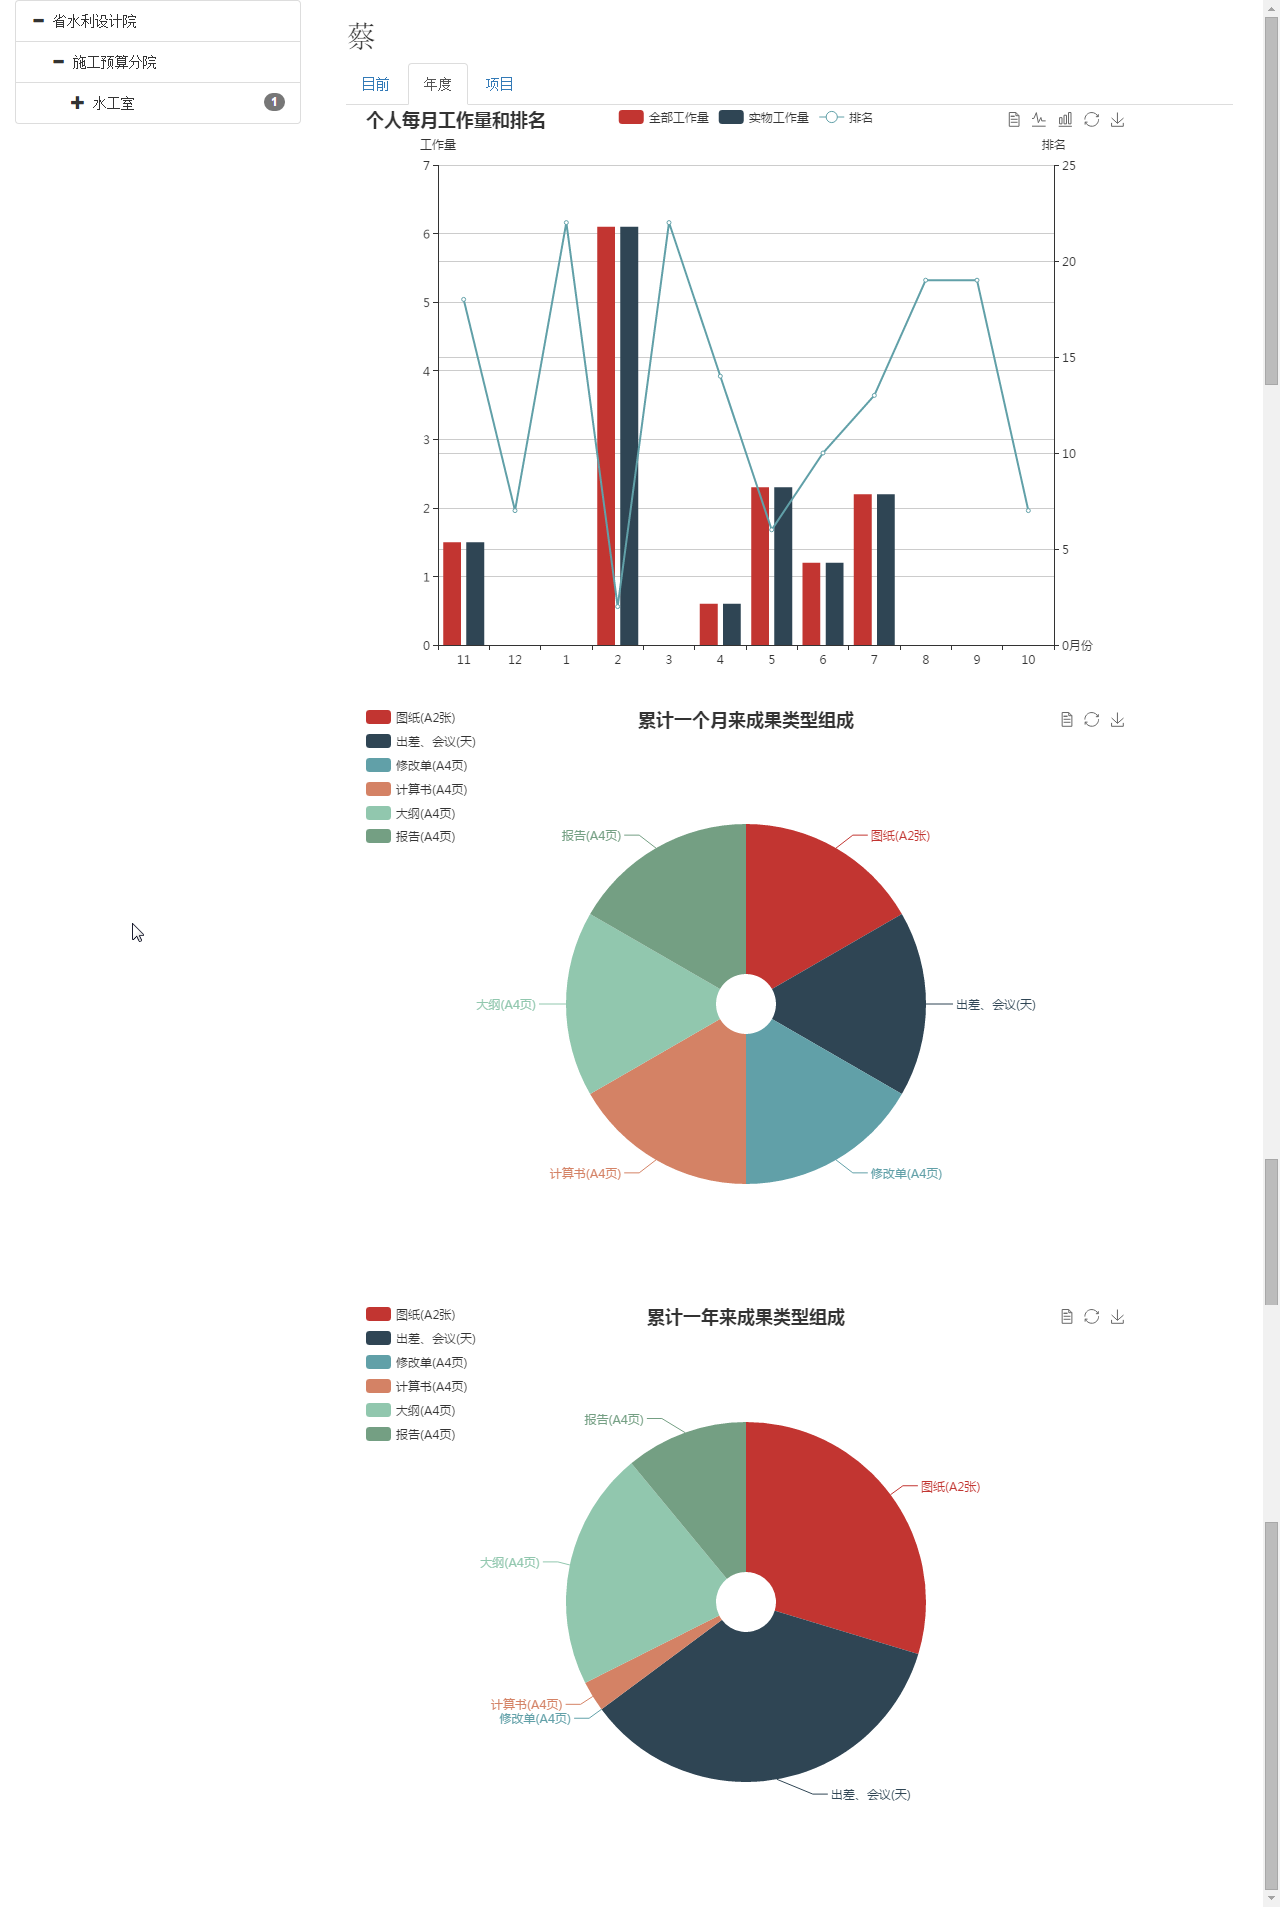 省水利设计院
施工预算分院
水工室 1
蔡
目前 年度 项目
个人每月工作量和排名
全部工作量 实物工作量 排名
工作量 排名
7 25
6
20
5
15
4
3
10
2
5
1
0 0月份
11 12 1 2 3 4 5 6 7 8 9 10
累计一个月来成果类型组成
图纸(A2张)
出差、会议(天)
修改单(A4页)
计算书(A4页)
大纲(A4页)
报告(A4页)
报告(A4页) 图纸(A2张)
大纲(A4页) 出差、会议(天)
计算书(A4页) 修改单(A4页)
累计一年来成果类型组成
图纸(A2张)
出差、会议(天)
修改单(A4页)
计算书(A4页)
大纲(A4页)
报告(A4页)
报告(A4页)
图纸(A2张)
大纲(A4页)
计算书(A4页)
修改单(A4页)
出差、会议(天)